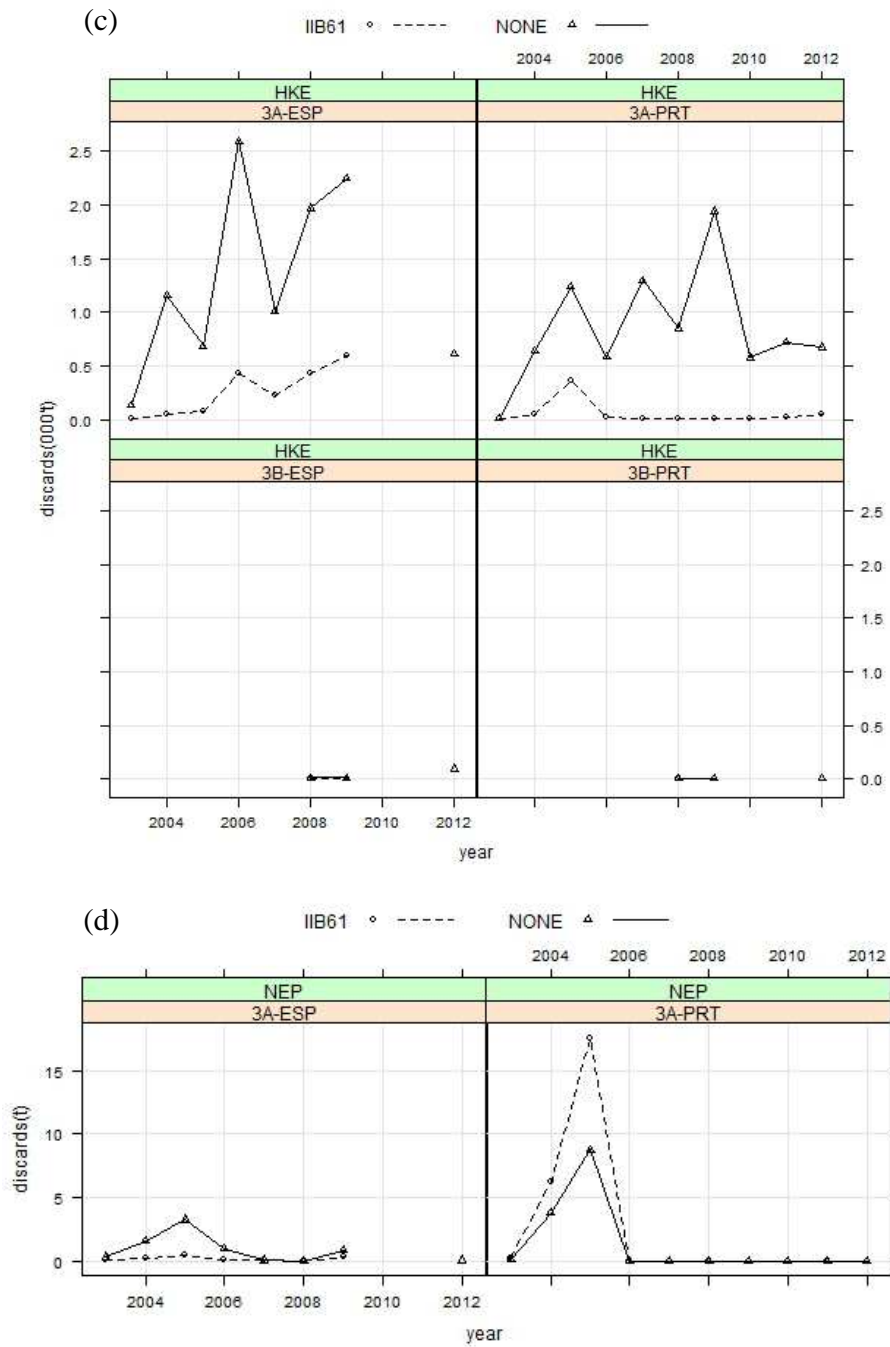 (c)
IIB61 NONE
2004 2006 2008 2010 2012
HKE HKE
3A-ESP 3A-PRT
2.5
2.0
1.5
1.0
0.5
0.0
HKE HKE
3B-ESP 3B-PRT
2.5
2.0
1.5
1.0
0.5
0.0
discards(000't)
2004 2006 2008 2010 2012
year
(d)
IIB61 NONE
2004 2006 2008 2010 2012
NEP NEP
3A-ESP 3A-PRT
15
10
5
0
discards(t)
2004 2006 2008 2010 2012
year